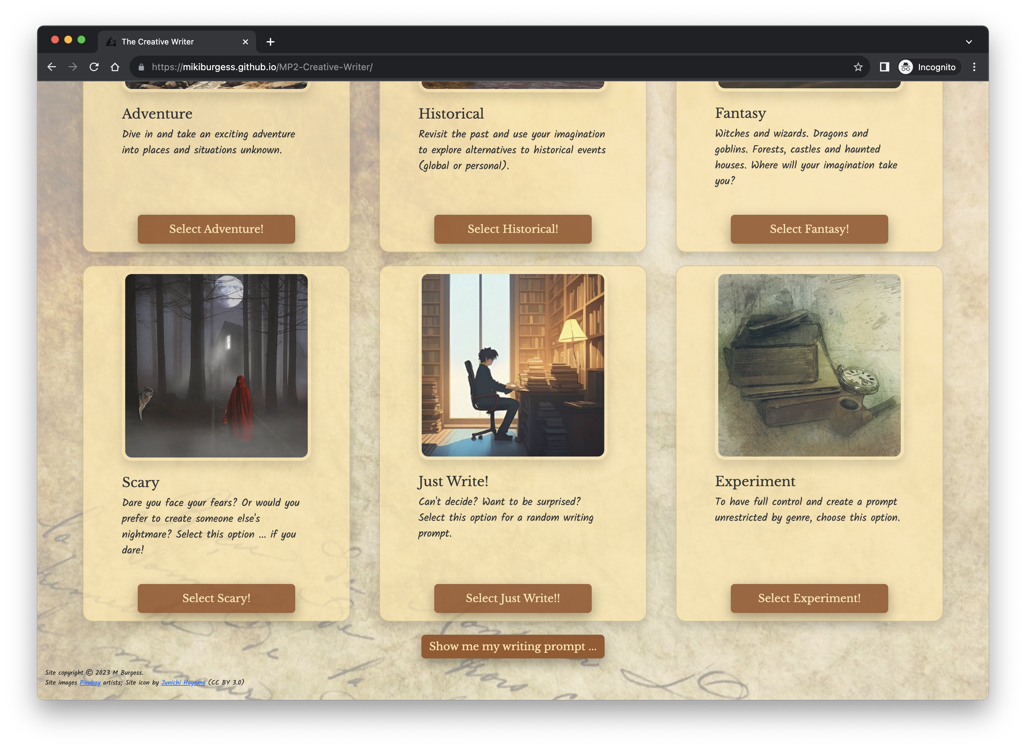 The Creative Writer
https://mikiburgess.github.io/MP2-Creative-Writer/
Incognito
Adventure
Dive in and take an exciting adventure
into places and situations unknown.
Select Adventure!
Historical
Revisit the past and use your imagination
to explore alternatives to historical events
(global or personal).
Select Historical!
Fantasy
Witches and wizards. Dragons and
goblins. Forests, castles and haunted
houses. Where will your imagination take
you?
Select Fantasy!
Scary
Dare you face your fears? Or would you
prefer to create someone else's
nightmare? Select this option ... if you
dare!
Select Scary!
Just Write!
Can't decide? Want to be surprised?
Select this option for a random writing
prompt.
Select Just Write!!
Experiment
To have full control and create a prompt
unrestricted by genre, choose this option.
Select Experiment!
Show me my writing prompt ...
Site copyright © 2023 M Burgess.
Site images Pixabay artists; Site icon by Junichi (CC BY 3.0)